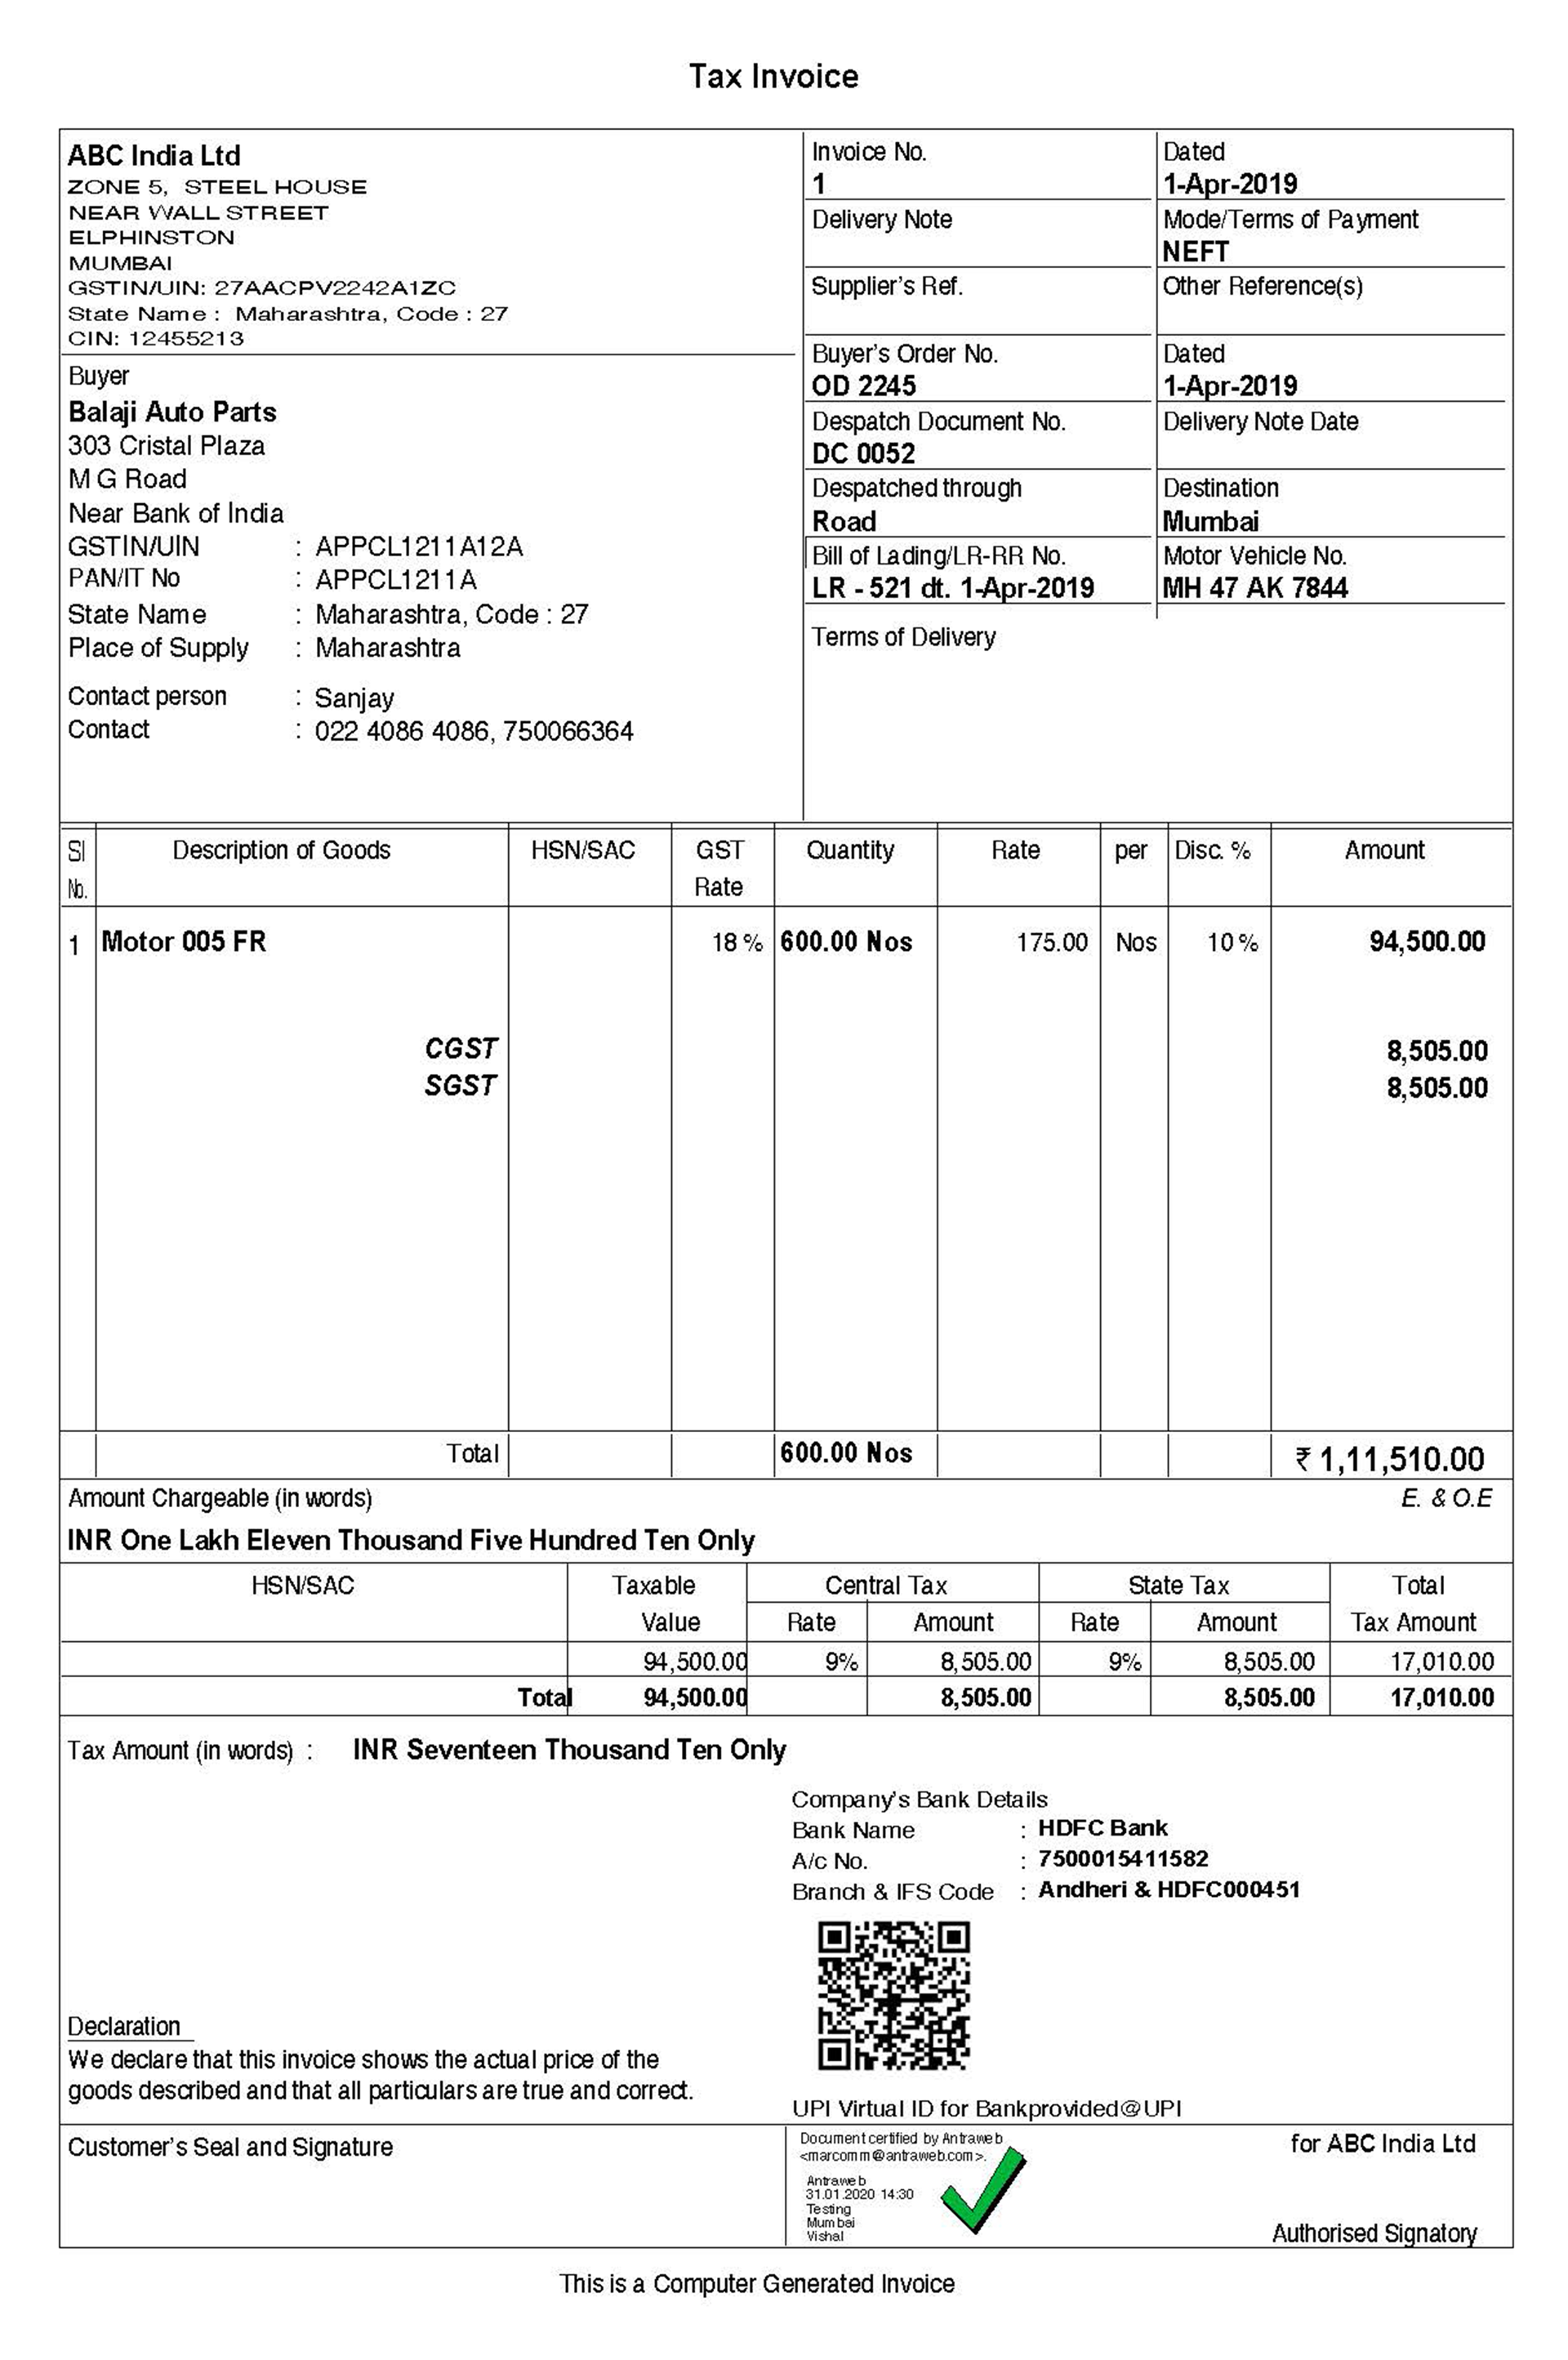 Tax Invoice
ABC India Ltd
ZONE 5, STEEL HOUSE
NEAR WALL STREET
ELPHINSTON
MUMBAI
GSTIN/UIN: 27AACPV2242A1ZC
State Name : Maharashtra, Code : 27
CIN: 12455213
Buyer
Balaji Auto Parts
303 Cristal Plaza
M G Road
Near Bank of India
GSTIN/UIN : APPCL1211A12A
PAN/IT No : APPCL1211A
State Name : Maharashtra, Code : 27
Place of Supply : Maharashtra
Contact person : Sanjay
Contact : 022 4086 4086, 750066364
Invoice No. Dated
1 1-Apr-2019
Delivery Note Mode/Terms of Payment
NEFT
Supplier's Ref. Other Reference(s)
Buyer's Order No. Dated
OD 2245 1-Apr-2019
Despatch Document No. Delivery Note Date
DC 0052
Despatched through Destination
Road Mumbai
Bill of Lading/LR-RR No. Motor Vehicle No.
LR - 521 dt. 1-Apr-2019 MH 47 AK 7844
Terms of Delivery
Sl Description of Goods HSN/SAC GST Quantity Rate per Disc. % Amount
No. Rate
1 Motor 005 FR 18 % 600.00 Nos 175.00 Nos 10 % 94,500.00
CGST 8,505.00
SGST 8,505.00
Total 600.00 Nos ₹ 1,11,510.00
Amount Chargeable (in words) E. & O.E
INR One Lakh Eleven Thousand Five Hundred Ten Only
HSN/SAC Taxable Central Tax State Tax Total
Value Rate Amount Rate Amount Tax Amount
94,500.00 9% 8,505.00 9% 8,505.00 17,010.00
Total 94,500.00 8,505.00 8,505.00 17,010.00
Tax Amount (in words) : INR Seventeen Thousand Ten Only
Company's Bank Details
Bank Name : HDFC Bank
A/c No. : 7500015411582
Branch & IFS Code : Andheri & HDFC000451
Declaration
We declare that this invoice shows the actual price of the
goods described and that all particulars are true and correct.
UPI Virtual ID for Bankprovided@UPI
Customer's Seal and Signature
Document certified by Antraweb
<marcomm@antraweb.com>.
Antraweb
31.01.2020 14:30
Testing
Mumbai
Vishal
for ABC India Ltd
Authorised Signatory
This is a Computer Generated Invoice